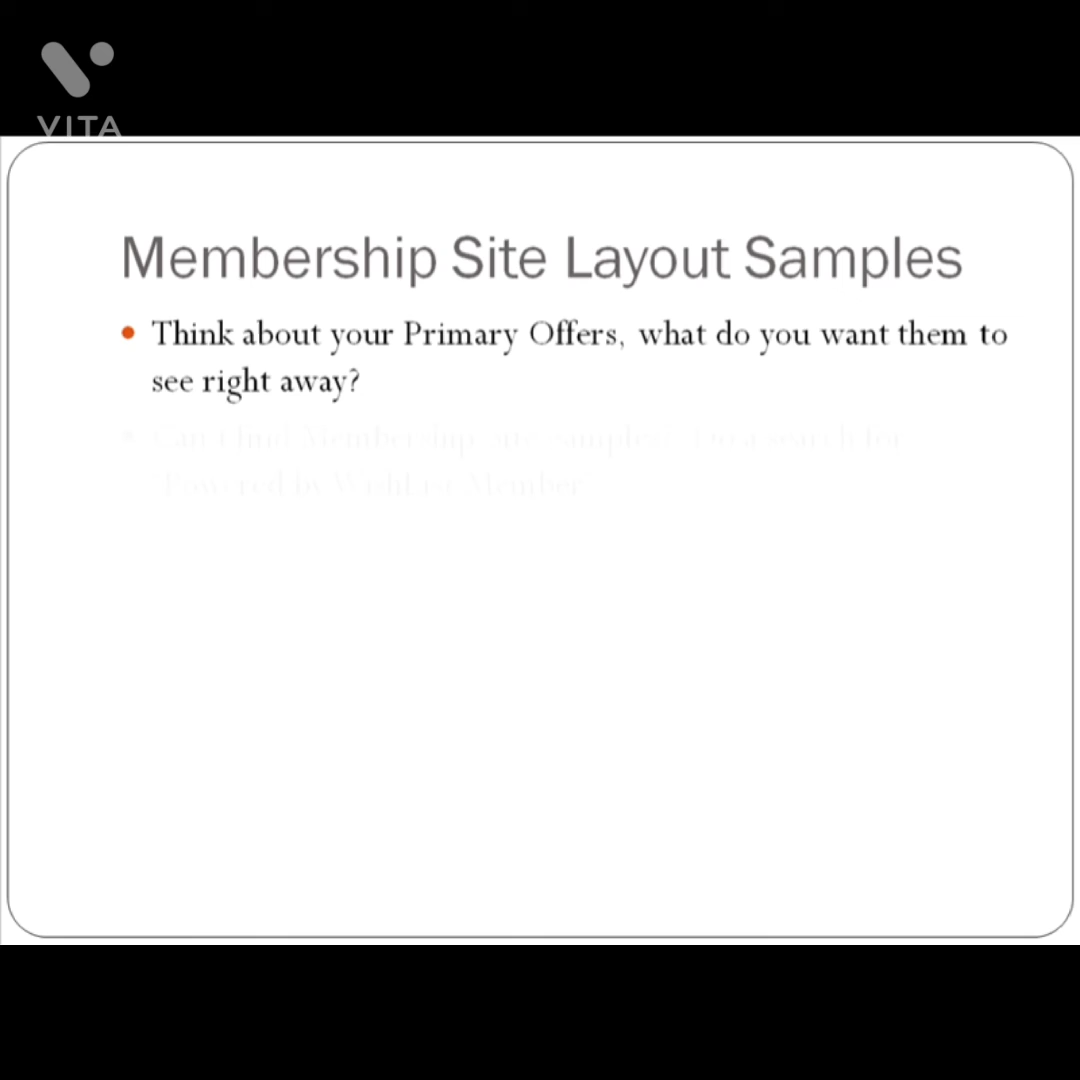 VITA
Membership Site Layout Samples
Think about your Primary Offers, what do you want them to
see right away?
Can't find Membership site samples? Do a search for
"Powered by WishList Member"